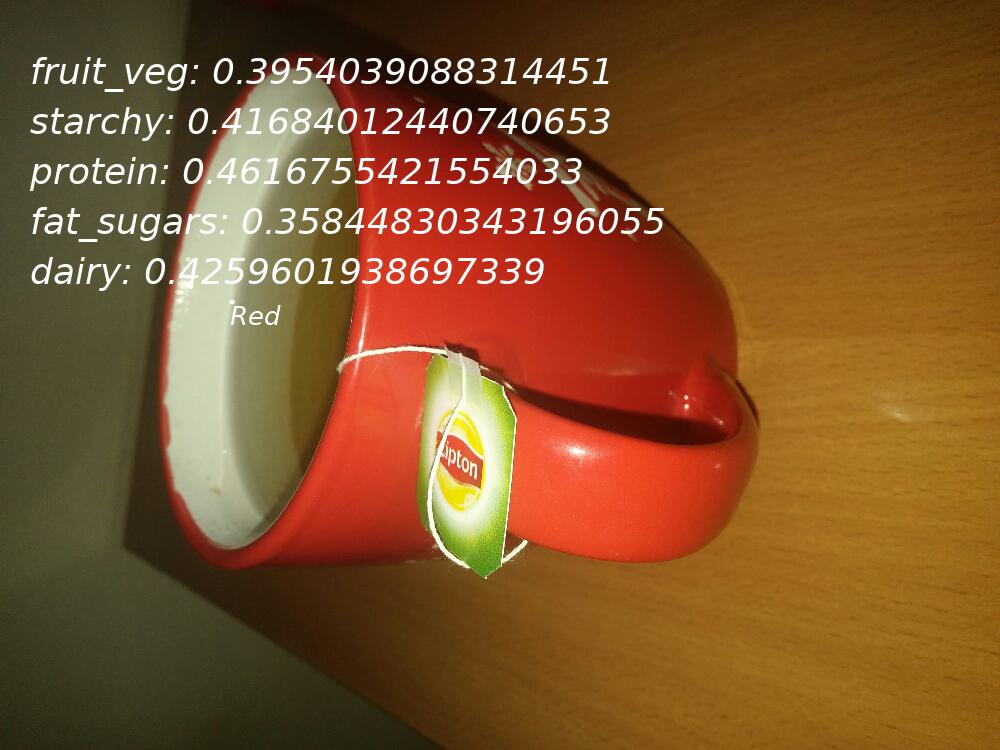 fruit_veg: 0.3954039088314451
starchy: 0.41684012440740653
protein: 0.4616755421554033
fat_sugars: 0.35844830343196055
dairy: 0.4259601938697339
Red
Lipton